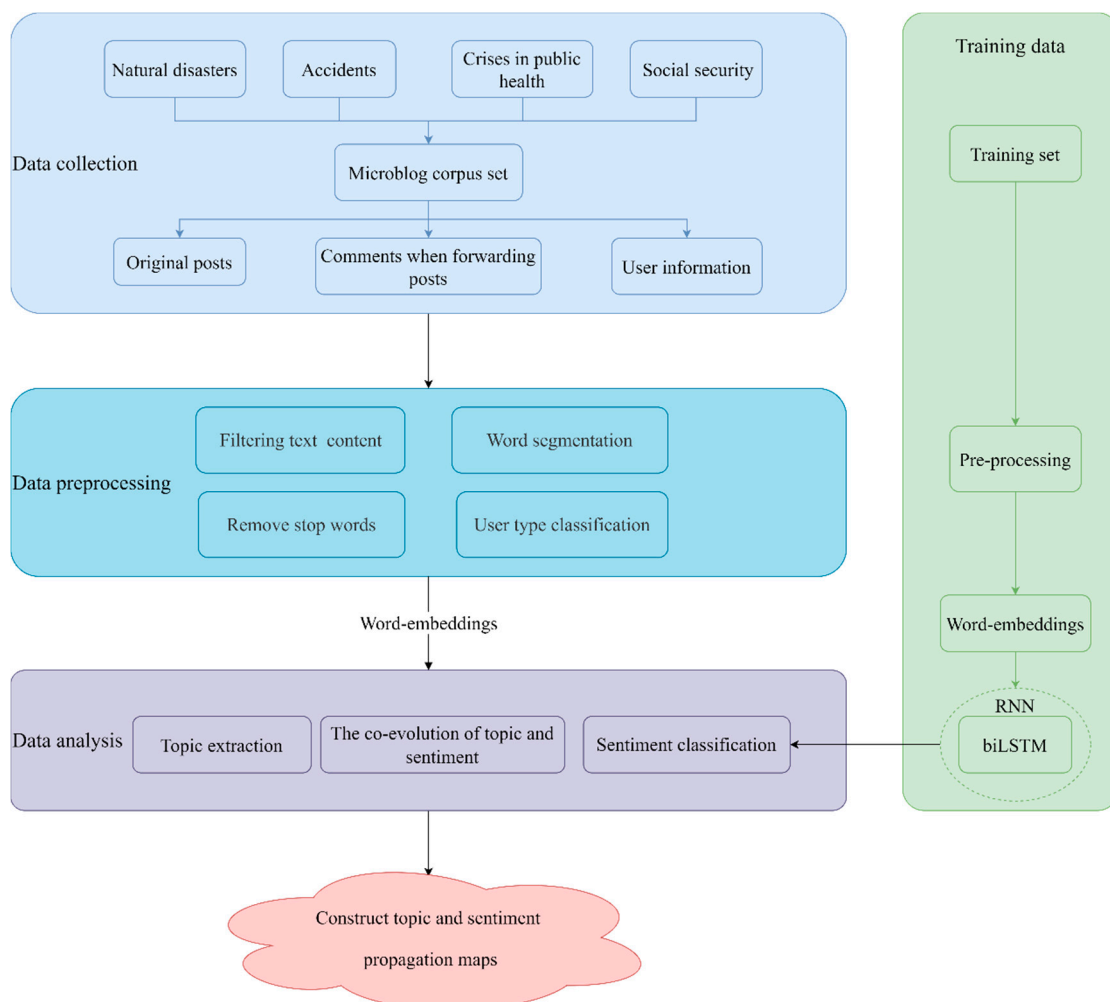 Natural disasters
Accidents
Crises in public
health
Social security
Data collection
Microblog corpus set
Original posts
Comments when forwarding
posts
User information
Filtering text content
Word segmentation
Data preprocessing
Remove stop words
User type classification
Word-embeddings
Data analysis
Topic extraction
The co-evolution of topic and
sentiment
Sentiment classification
Construct topic and sentiment
propagation maps
Training data
Training set
Pre-processing
Word-embeddings
RNN
biLSTM